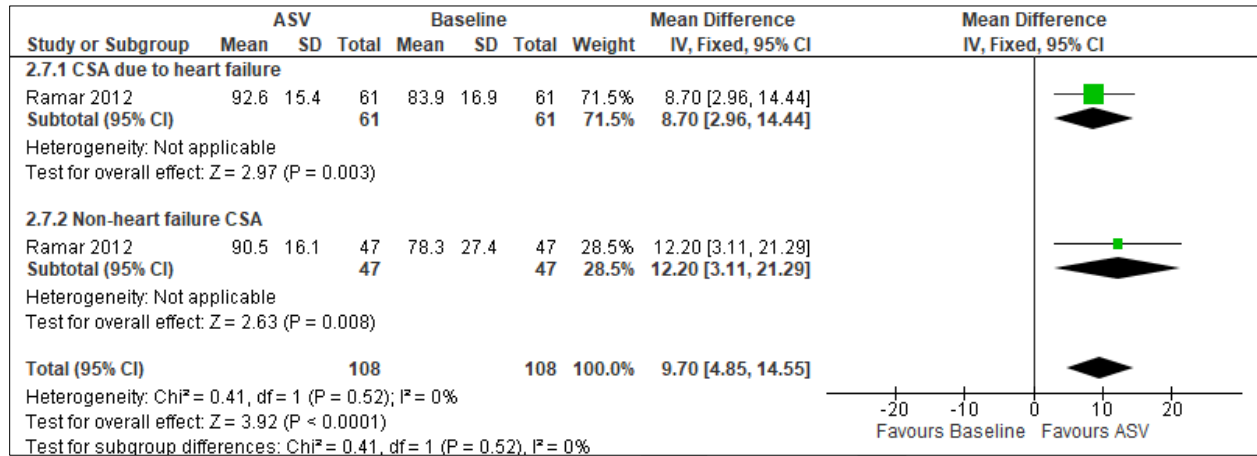 ASV Baseline Mean Difference Mean Difference
Study or Subgroup Mean SD Total Mean SD Total Weight IV, Fixed, 95% CI IV, Fixed, 95% CI
2.7.1 CSA due to heart failure
Ramar 2012 92.6 15.4 61 83.9 16.9 61 71.5% 8.70 [2.96, 14.44]
Subtotal (95% CI) 61 61 71.5% 8.70 [2.96, 14.44]
Heterogeneity: Not applicable
Test for overall effect: Z = 2.97 (P = 0.003)
2.7.2 Non-heart failure CSA
Ramar 2012 90.5 16.1 47 78.3 27.4 47 28.5% 12.20 [3.11, 21.29]
Subtotal (95% CI) 47 47 28.5% 12.20 [3.11, 21.29]
Heterogeneity: Not applicable
Test for overall effect: Z = 2.63 (P = 0.008)
Total (95% CI) 108 108 100.0% 9.70 [4.85, 14.55]
Heterogeneity: Chi² = 0.41, df = 1 (P = 0.52); I² = 0%
Test for overall effect: Z = 3.92 (P < 0.0001)
Test for subgroup differences: Chi² = 0.41, df = 1 (P = 0.52), I² = 0%
-20 -10 0 10 20
Favours Baseline Favours ASV